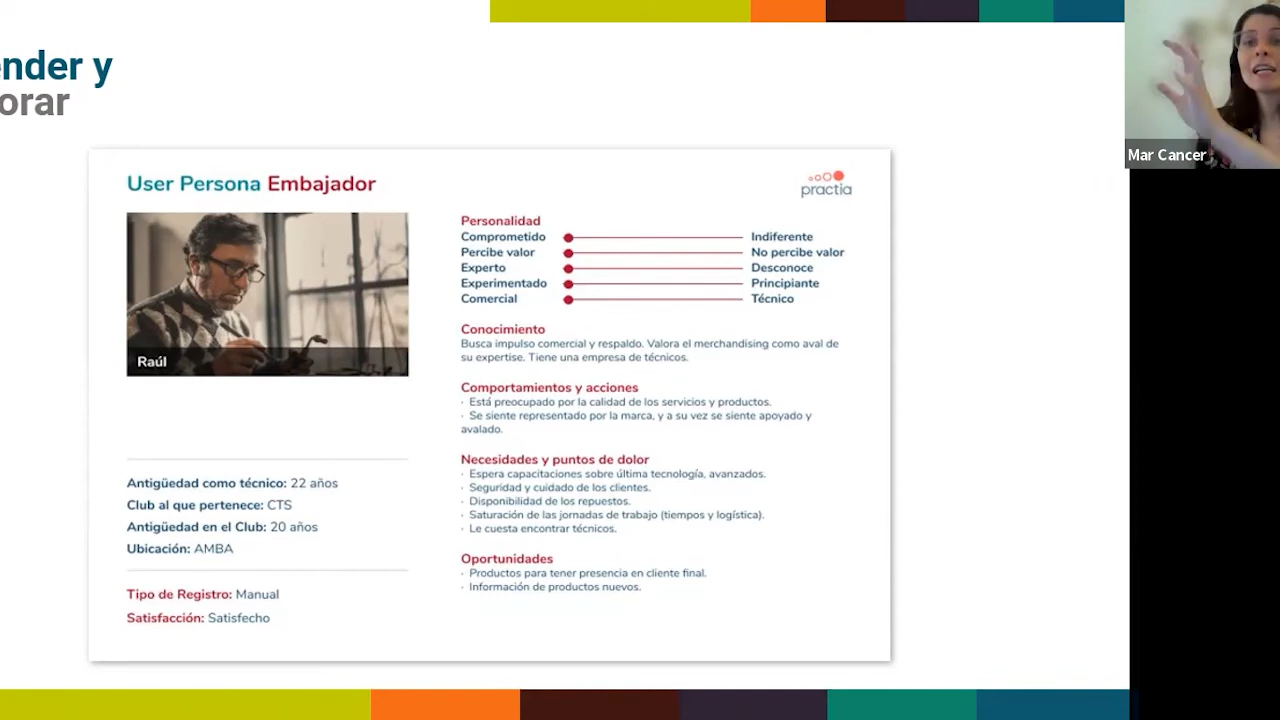 ender y
orar
Mar Cancer
User Persona Embajador
practia
Raúl
Antigüedad como técnico: 22 años
Club al que pertenece: CTS
Antigüedad en el Club: 20 años
Ubicación: AMBA
Tipo de Registro: Manual
Satisfacción: Satisfecho
Personalidad
Comprometido Indiferente
Percibe valor No percibe valor
Experto Desconoce
Experimentado Principiante
Comercial Técnico
Conocimiento
Busca impulso comercial y respaldo. Valora el merchandising como aval de
su expertise. Tiene una empresa de técnicos.
Comportamientos y acciones
· Está preocupado por la calidad de los servicios y productos.
· Se siente representado por la marca, y a su vez se siente apoyado y
avalado.
Necesidades y puntos de dolor
· Espera capacitaciones sobre última tecnología, avanzados.
· Seguridad y cuidado de los clientes.
· Disponibilidad de los repuestos.
· Saturación de las jornadas de trabajo (tiempos y logística).
· Le cuesta encontrar técnicos.
Oportunidades
· Productos para tener presencia en cliente final.
· Información de productos nuevos.